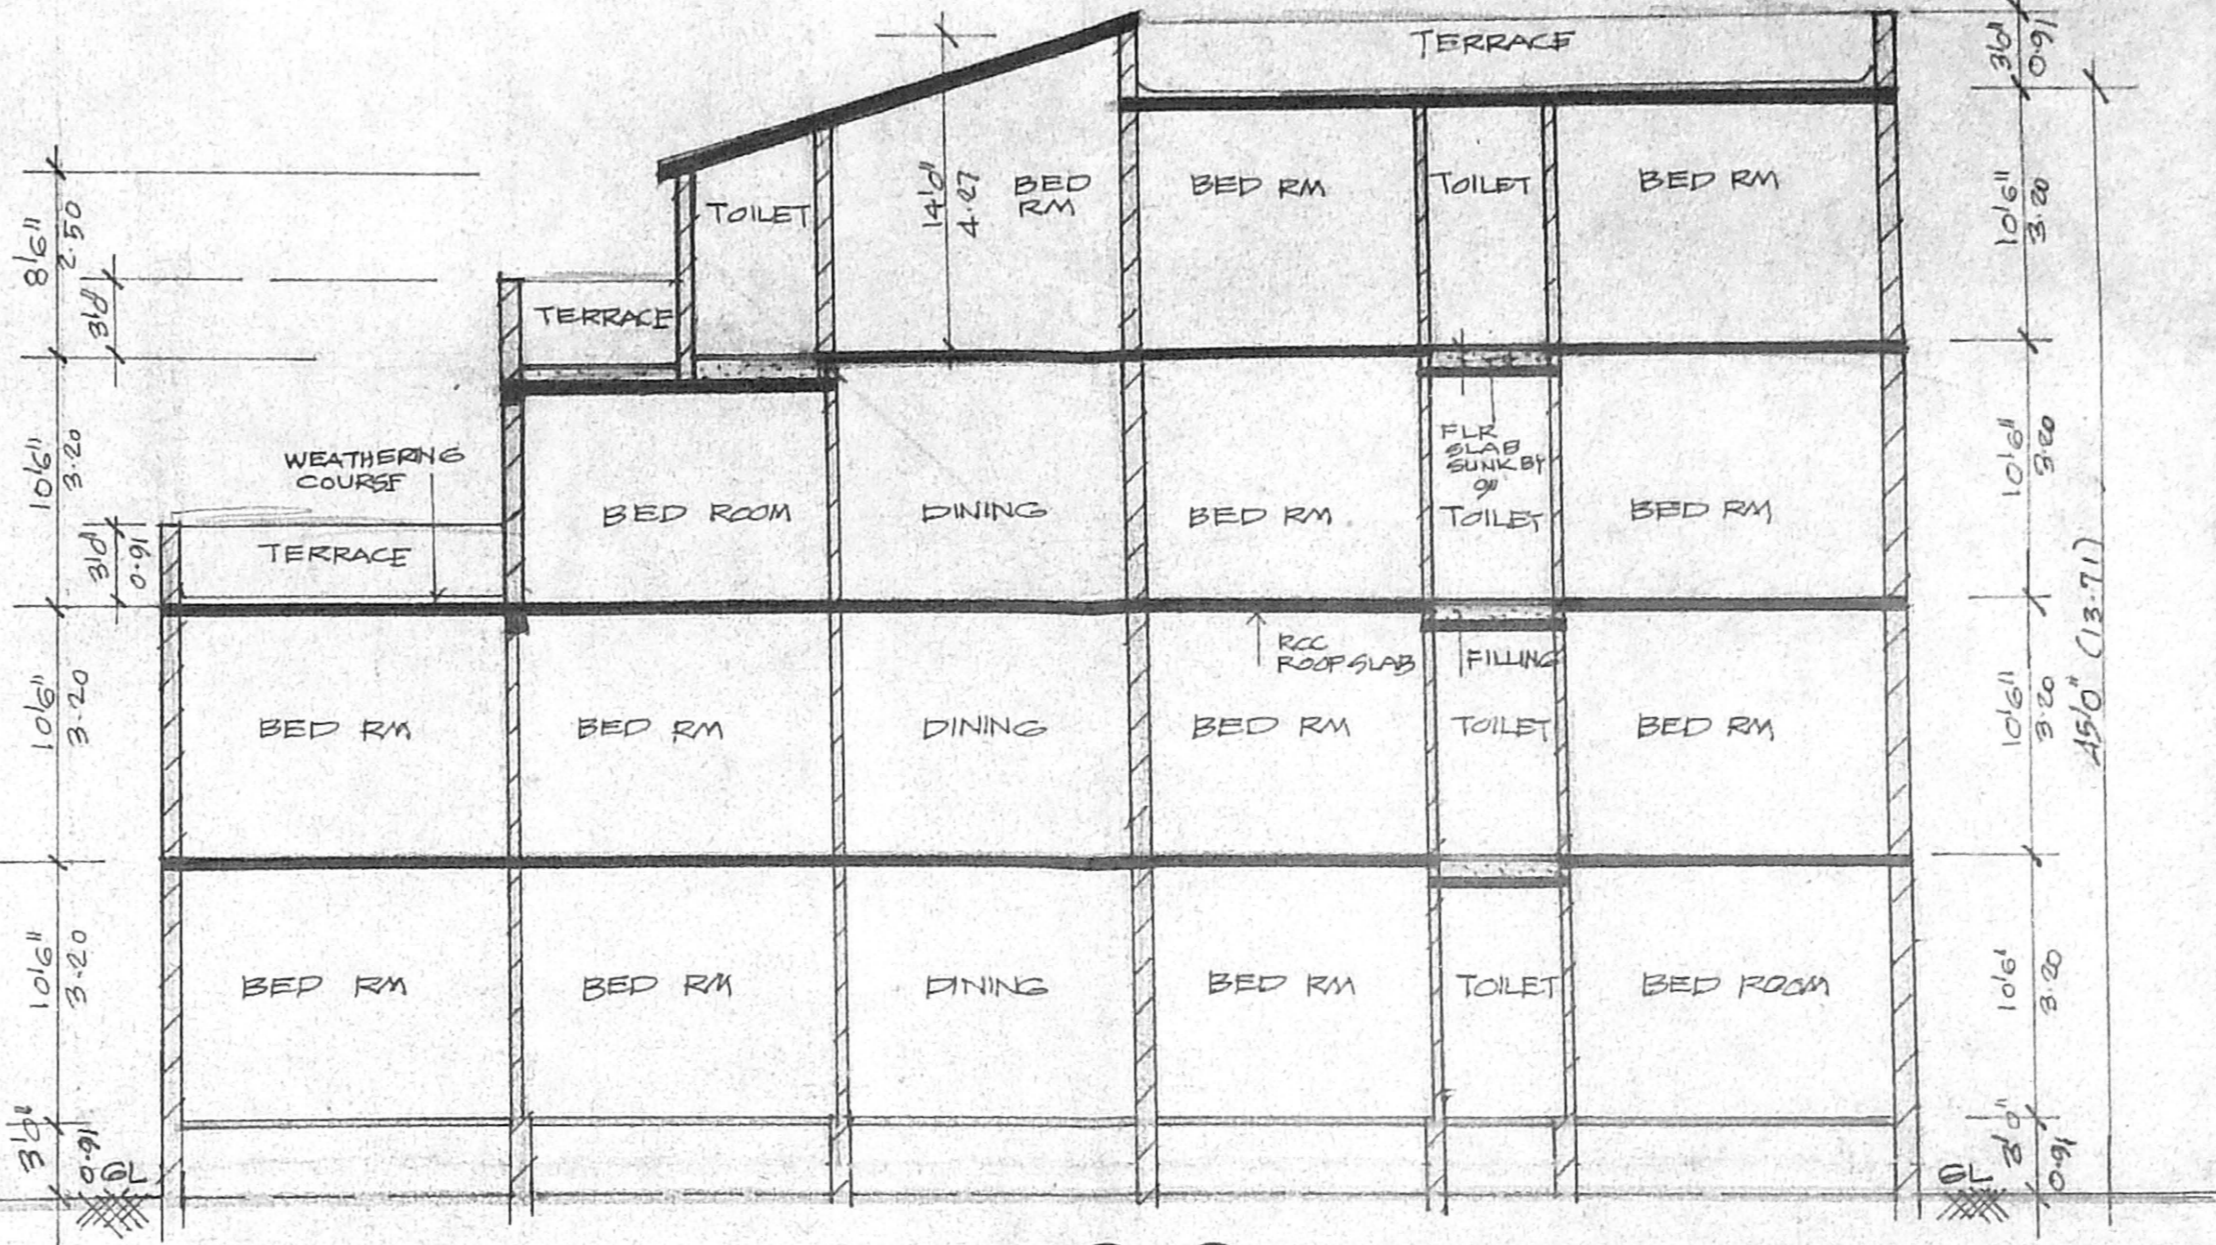 TERRACE
3'0"
0.91
8'6"
2.50
3'0"
TOILET
14'0"
4.27
BED
RM
BED RM
TOILET
BED RM
10'6"
3.20
TERRACE
WEATHERING
COURSE
10'6"
3.20
3'0"
0.91
TERRACE
BED ROOM
DINING
BED RM
FLR
SLAB
SUNK BY
9"
TOILET
BED RM
10'6"
3.20
45'0" (13.71)
RCC
ROOF SLAB
FILLING
10'6"
3.20
BED RM
BED RM
DINING
BED RM
TOILET
BED RM
10'6"
3.20
10'6"
3.20
BED RM
BED RM
DINING
BED RM
TOILET
BED ROOM
10'6'
3.20
3'0"
0.91
GL
GL
3'0"
0.91